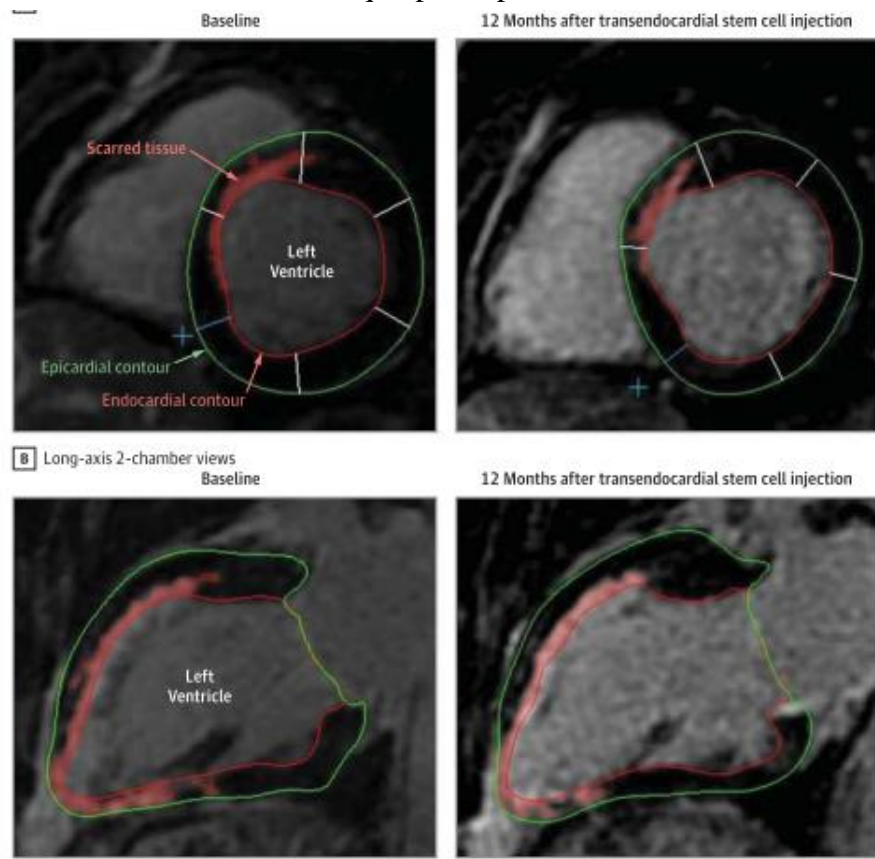 Baseline
12 Months after transendocardial stem cell injection
Scarred tissue
Left
Ventricle
Epicardial contour
Endocardial contour
B Long-axis 2-chamber views
Baseline
12 Months after transendocardial stem cell injection
Left
Ventricle